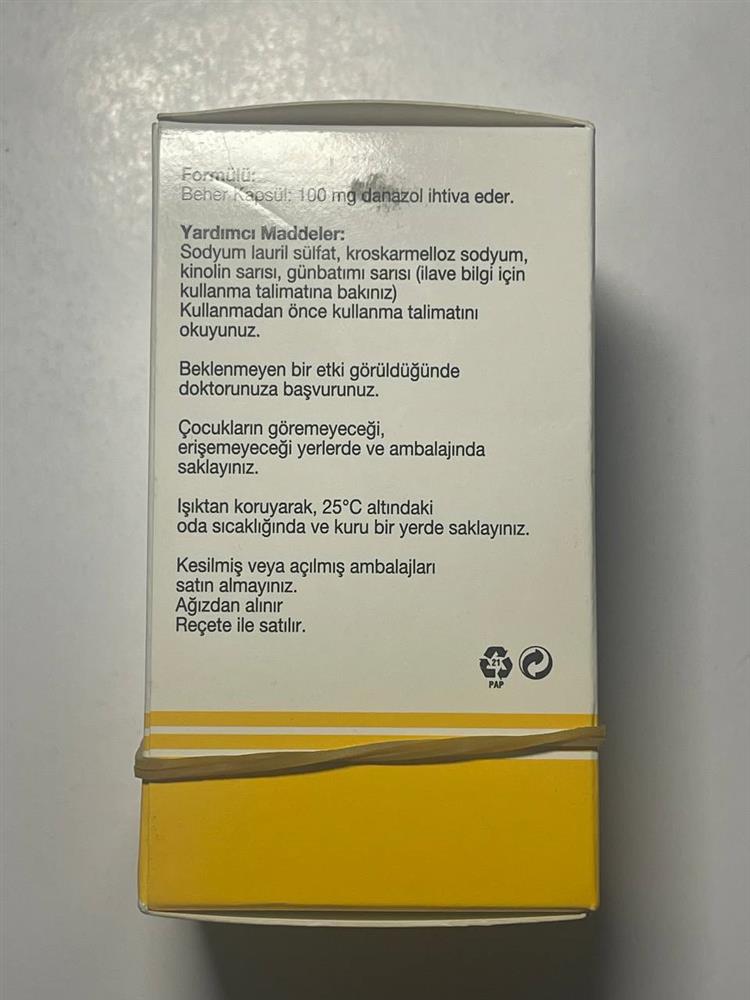 Formülü:
Beher Kapsül: 100 mg danazol ihtiva eder.
Yardımcı Maddeler:
Sodyum lauril sülfat, kroskarmelloz sodyum,
kinolin sarısı, günbatımı sarısı (ilave bilgi için
kullanma talimatına bakınız)
Kullanmadan önce kullanma talimatını
okuyunuz.
Beklenmeyen bir etki görüldüğünde
doktorunuza başvurunuz.
Çocukların göremeyeceği,
erişemeyeceği yerlerde ve ambalajında
saklayınız.
Işıktan koruyarak, 25°C altındaki
oda sıcaklığında ve kuru bir yerde saklayınız.
Kesilmiş veya açılmış ambalajları
satın almayınız.
Ağızdan alınır
Reçete ile satılır.
21
PAP